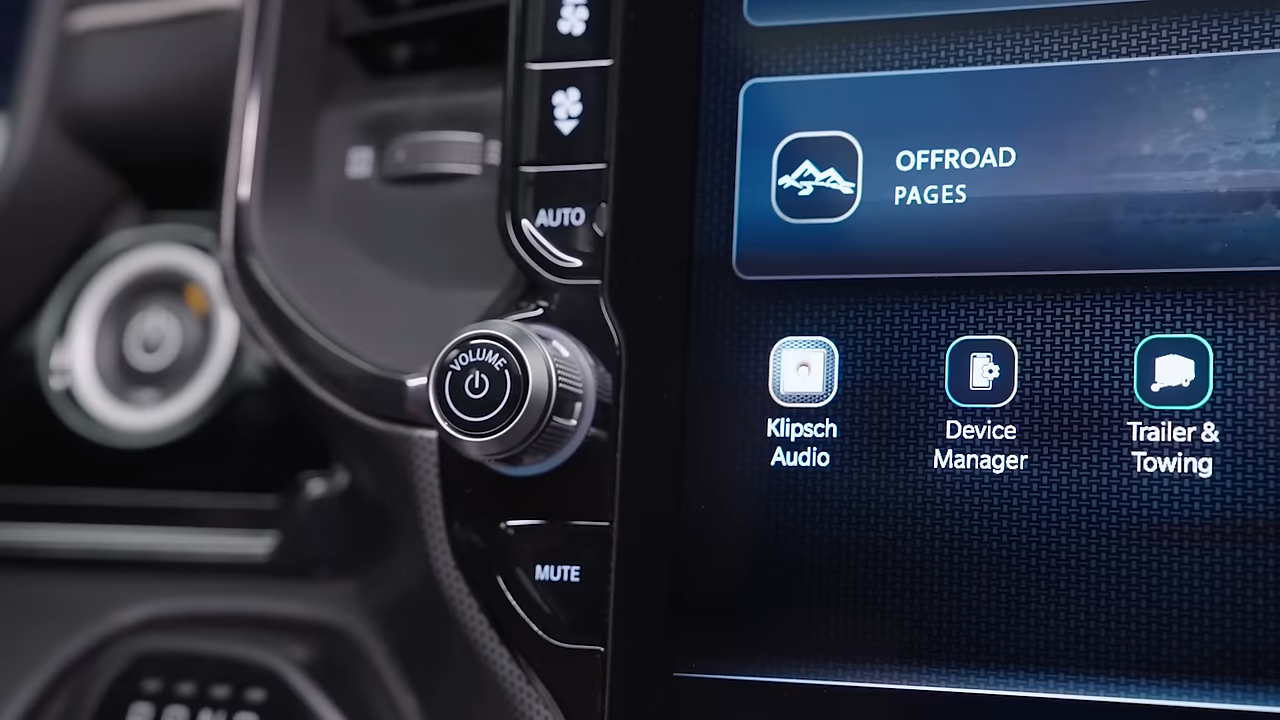 AUTO
VOLUME
MUTE
OFFROAD
PAGES
Klipsch
Audio
Device
Manager
Trailer &
Towing